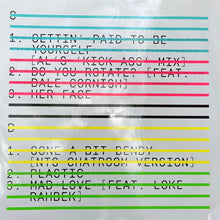 C
1. GETTIN' PAID TO BE
YOURSELF
[AL'S 'KICK ASS' MIX]
2. DO YOU ROTATE? [FEAT.
DALE CORNISH]
3. HER FACE
D
1. GONE A BIT BENDY
[NTS CHATROOM VERSION]
2. PLASTIC
3. MAD LOVE [FEAT. LOKE
RAHBEK]